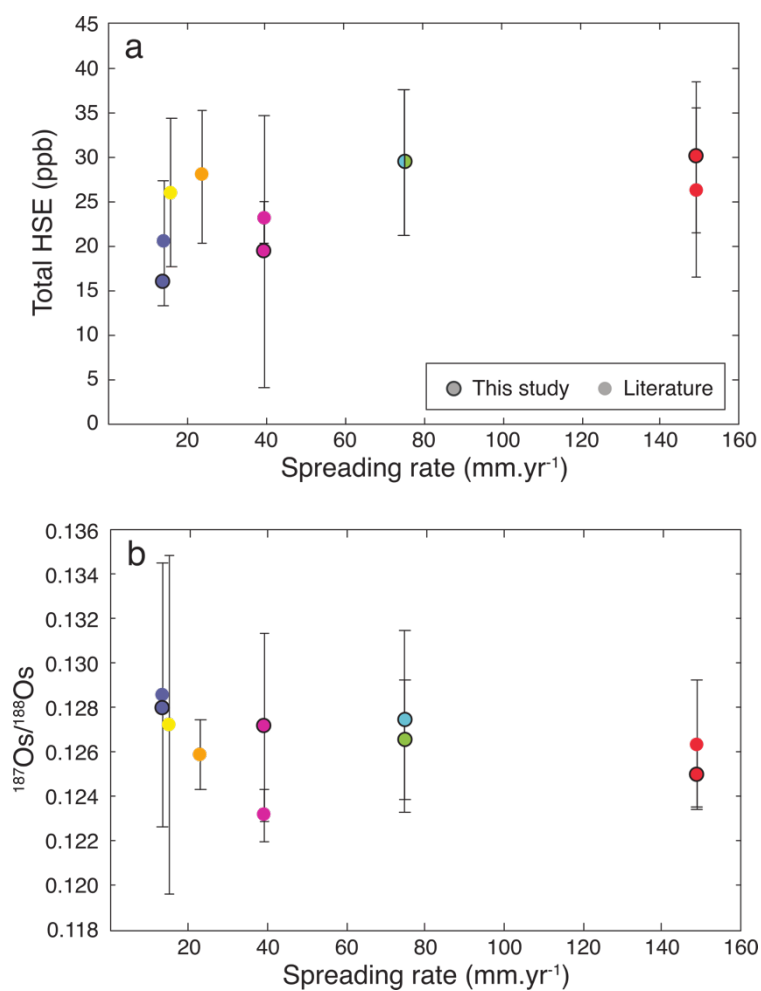 a
Total HSE (ppb)
45
40
35
30
25
20
15
10
5
0
This study
Literature
20 40 60 80 100 120 140 160
Spreading rate (mm.yr⁻¹)
b
¹⁸⁷Os/¹⁸⁸Os
0.136
0.134
0.132
0.130
0.128
0.126
0.124
0.122
0.120
0.118
20 40 60 80 100 120 140 160
Spreading rate (mm.yr⁻¹)